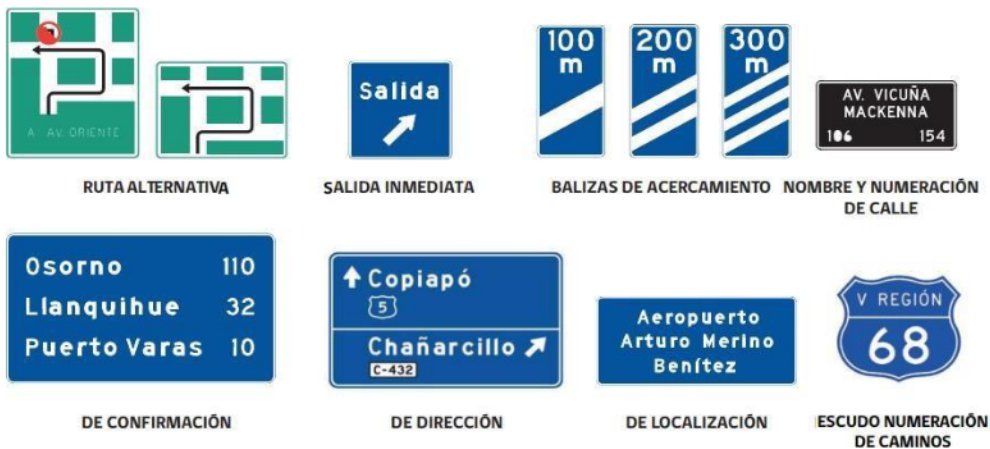 A AV. ORIENTE
Salida
100 m
200 m
300 m
AV. VICUÑA
MACKENNA
106 154
RUTA ALTERNATIVA
SALIDA INMEDIATA
BALIZAS DE ACERCAMIENTO
NOMBRE Y NUMERACIÓN
DE CALLE
Osorno 110
Llanquihue 32
Puerto Varas 10
Copiapó
5
Chañarcillo
C-432
Aeropuerto
Arturo Merino
Benítez
V REGIÓN
68
DE CONFIRMACIÓN
DE DIRECCIÓN
DE LOCALIZACIÓN
ESCUDO NUMERACIÓN
DE CAMINOS